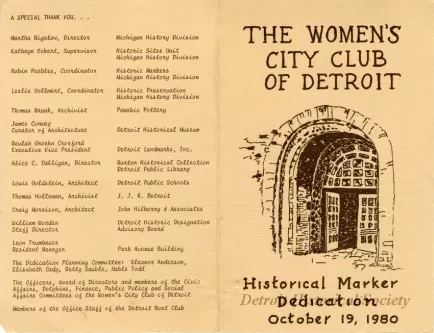 A SPECIAL THANK YOU. . .
Martha Bigelow, Director Michigan History Division
Kathryn Eckert, Supervisor Historic Sites Unit
Michigan History Division
Robin Peebles, Coordinator Historic Markers
Michigan History Division
Leslie Vollmert, Coordinator Historic Preservation
Michigan History Division
Thomas Brunk, Archivist Pewabic Pottery
James Conway
Curator of Architecture Detroit Historical Museum
Beulah Groehn Croxford
Executive Vice President Detroit Landmarks, Inc.
Alice C. Dalligan, Director Burton Historical Collection
Detroit Public Library
Louis Goldstein, Architect Detroit Public Schools
Thomas Holleman, Archivist J. J. R. Detroit
Craig Morrison, Architect John Hilberry & Associates
William Worden Detroit Historic Designation
Staff Director Advisory Board
Leon Trumbauer
Resident Manager Park Avenue Building
The Dedication Planning Committee: Eleanor Anderson,
Elisabeth Cady, Betty Sauble, Mable Todd
The Officers, Board of Directors and members of the Civic
Affairs, Dolphins, Finance, Public Policy and Social
Affairs Committees of the Women's City Club of Detroit
Members of the Office Staff of the Detroit Boat Club
THE WOMEN'S
CITY CLUB
OF DETROIT
Historical Marker
Dedication
October 19, 1980
Detroit Historical Society